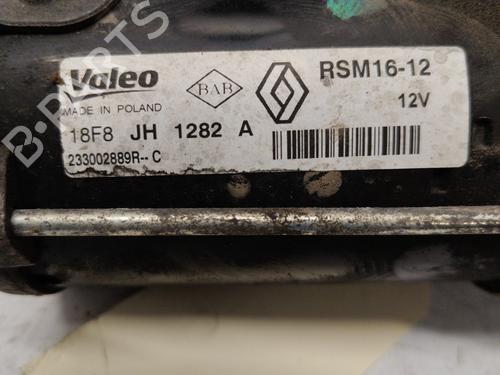 Valeo
MADE IN POLAND
BAB
RSM16-12
12V
18F8 JH 1282 A
233002889R-- C
B-PARTS